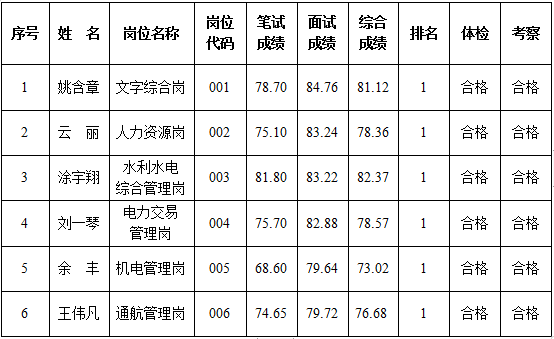 序号 姓 名 岗位名称 岗位代码 笔试成绩 面试成绩 综合成绩 排名 体检 考察
1 姚含章 文字综合岗 001 78.70 84.76 81.12 1 合格 合格
2 云 丽 人力资源岗 002 75.10 83.24 78.36 1 合格 合格
3 涂宇翔 水利水电综合管理岗 003 81.80 83.22 82.37 1 合格 合格
4 刘一琴 电力交易管理岗 004 75.70 82.88 78.57 1 合格 合格
5 余 丰 机电管理岗 005 68.60 79.64 73.02 1 合格 合格
6 王伟凡 通航管理岗 006 74.65 79.72 76.68 1 合格 合格